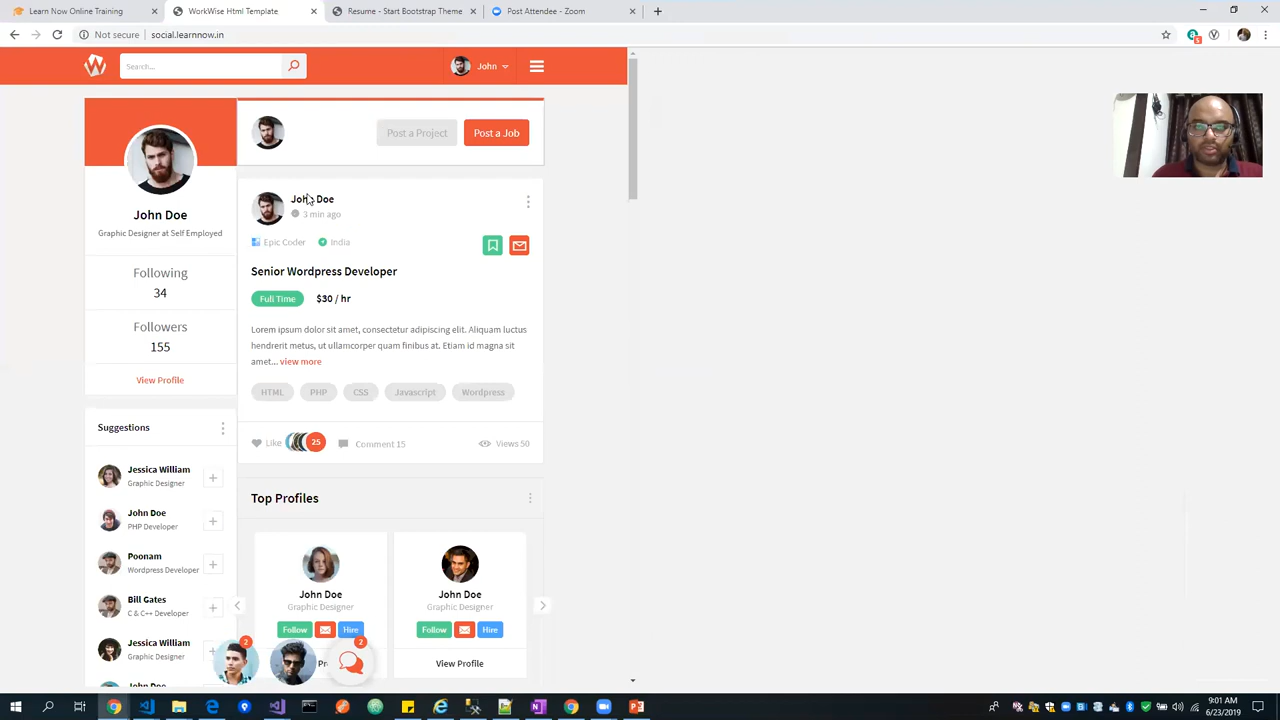 Learn Now Online Training
WorkWise Html Template
Resume - Start Bootstrap Theme
Post Attendee - Zoom
Not secure
social.learnnow.in
5
Search...
John
Post a Project
Post a Job
John Doe
Graphic Designer at Self Employed
Following
34
Followers
155
View Profile
John Doe
3 min ago
Epic Coder
India
Senior Wordpress Developer
Full Time
$30 / hr
Lorem ipsum dolor sit amet, consectetur adipiscing elit. Aliquam luctus
hendrerit metus, ut ullamcorper quam finibus at. Etiam id magna sit
amet... view more
HTML
PHP
CSS
Javascript
Wordpress
Like
25
Comment 15
Views 50
Suggestions
Jessica William
Graphic Designer
John Doe
PHP Developer
Poonam
Wordpress Developer
Bill Gates
C & C++ Developer
Jessica William
Graphic Designer
Top Profiles
John Doe
Graphic Designer
Follow
Hire
John Doe
Graphic Designer
Follow
Hire
View Profile
2
2
9:01 AM
6/23/2019